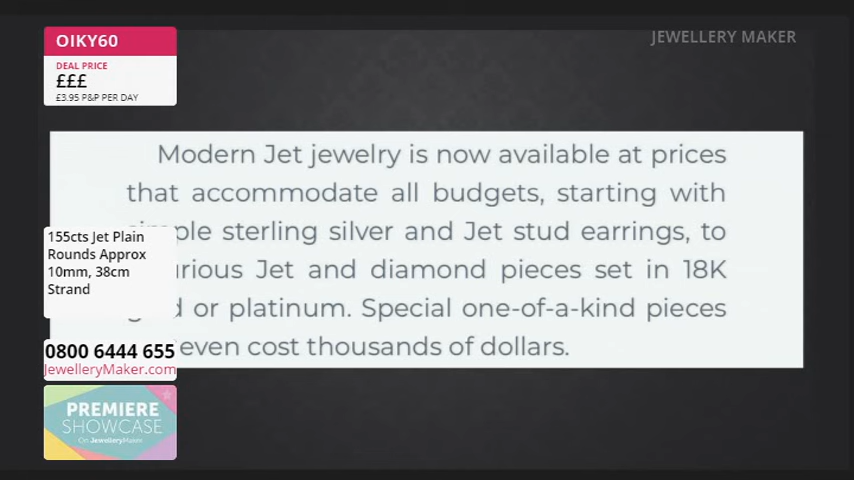 OIKY60
DEAL PRICE
£££
£3.95 P&P PER DAY
JEWELLERY MAKER
Modern Jet jewelry is now available at prices
that accommodate all budgets, starting with
sterling silver and Jet stud earrings, to
Jet and diamond pieces set in 18K
or platinum. Special one-of-a-kind pieces
even cost thousands of dollars.
155cts Jet Plain
Rounds Approx
10mm, 38cm
Strand
0800 6444 655
JewelleryMaker.com
PREMIERE
SHOWCASE
On JewelleryMaker